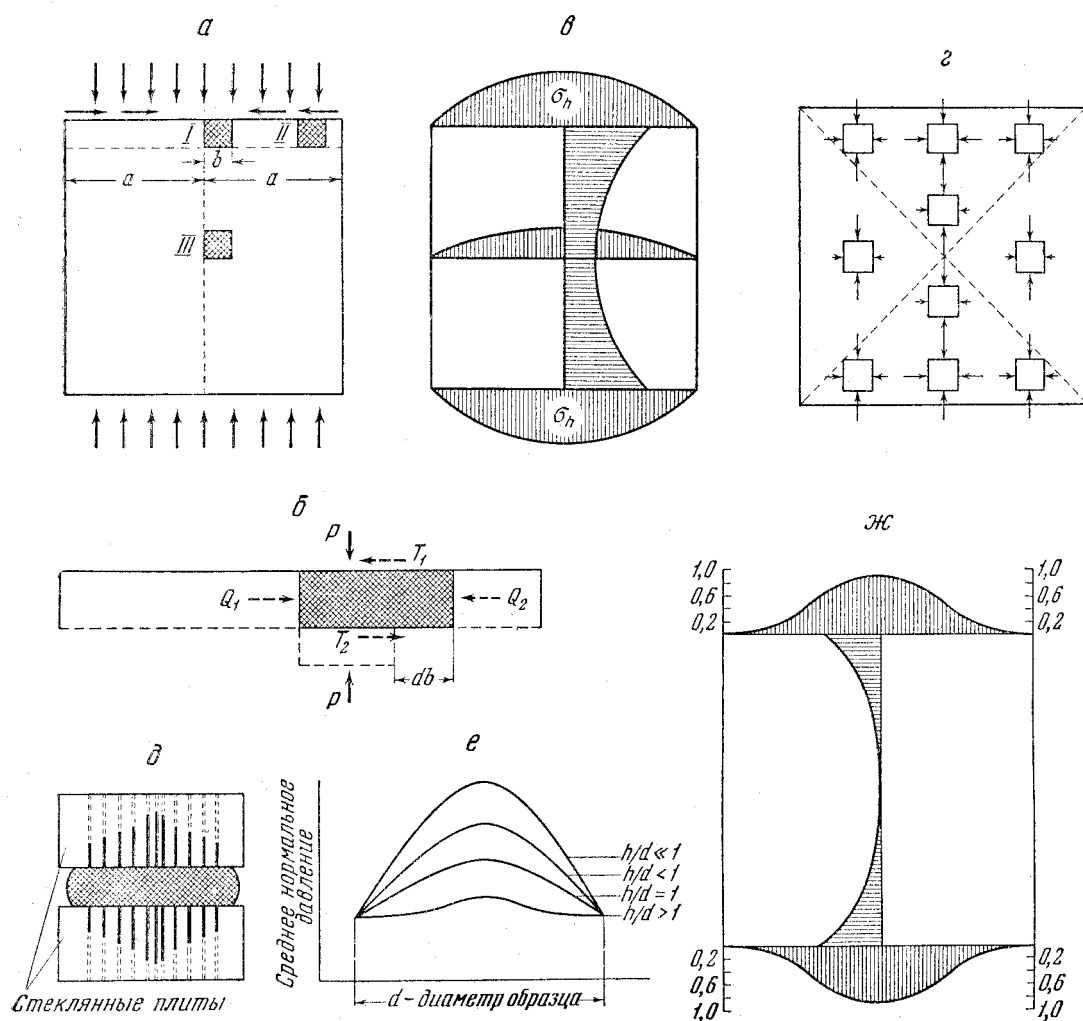 а
I
II
b
a
a
III
в
σₕ
σₕ
г
б
p
T₁
Q₁
Q₂
T₂
db
p
д
Стеклянные плиты
е
Среднее нормальное
давление
h/d ≪ 1
h/d < 1
h/d = 1
h/d > 1
d - диаметр образца
ж
1,0
0,6
0,2
1,0
0,6
0,2
0,2
0,6
1,0
0,2
0,6
1,0